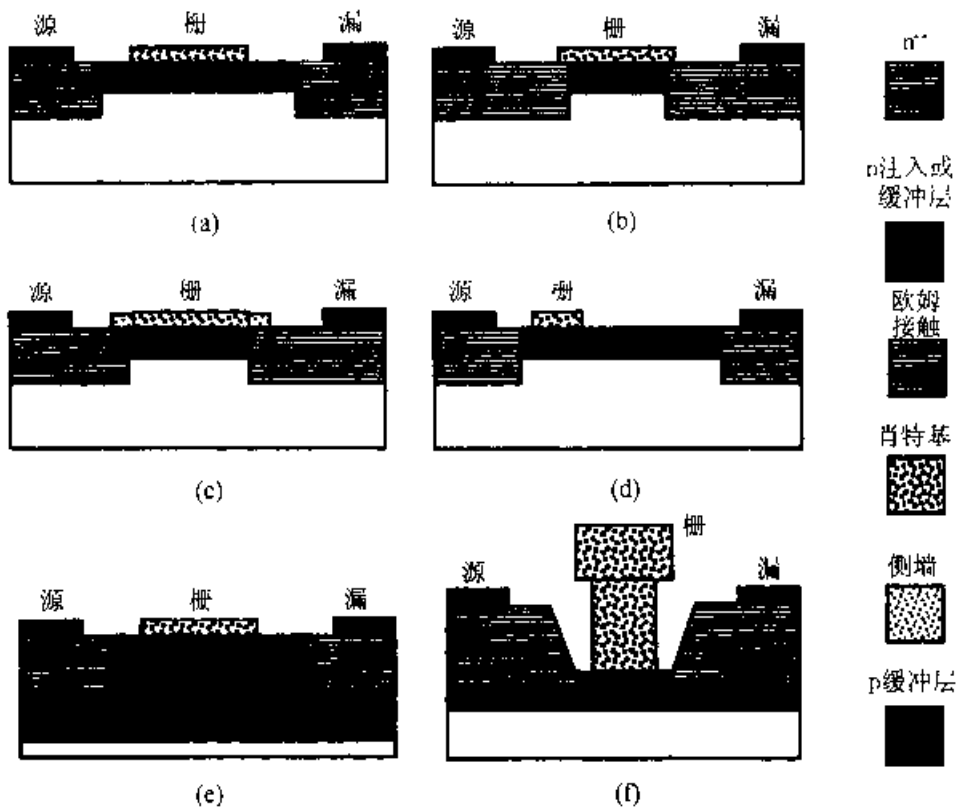 源 栅 漏
(a)
源 栅 漏
(b)
源 栅 漏
(c)
源 栅 漏
(d)
源 栅 漏
(e)
源 栅 漏
(f)
n⁺⁺
n注入或
缓冲层
欧姆
接触
肖特基
侧墙
p缓冲层